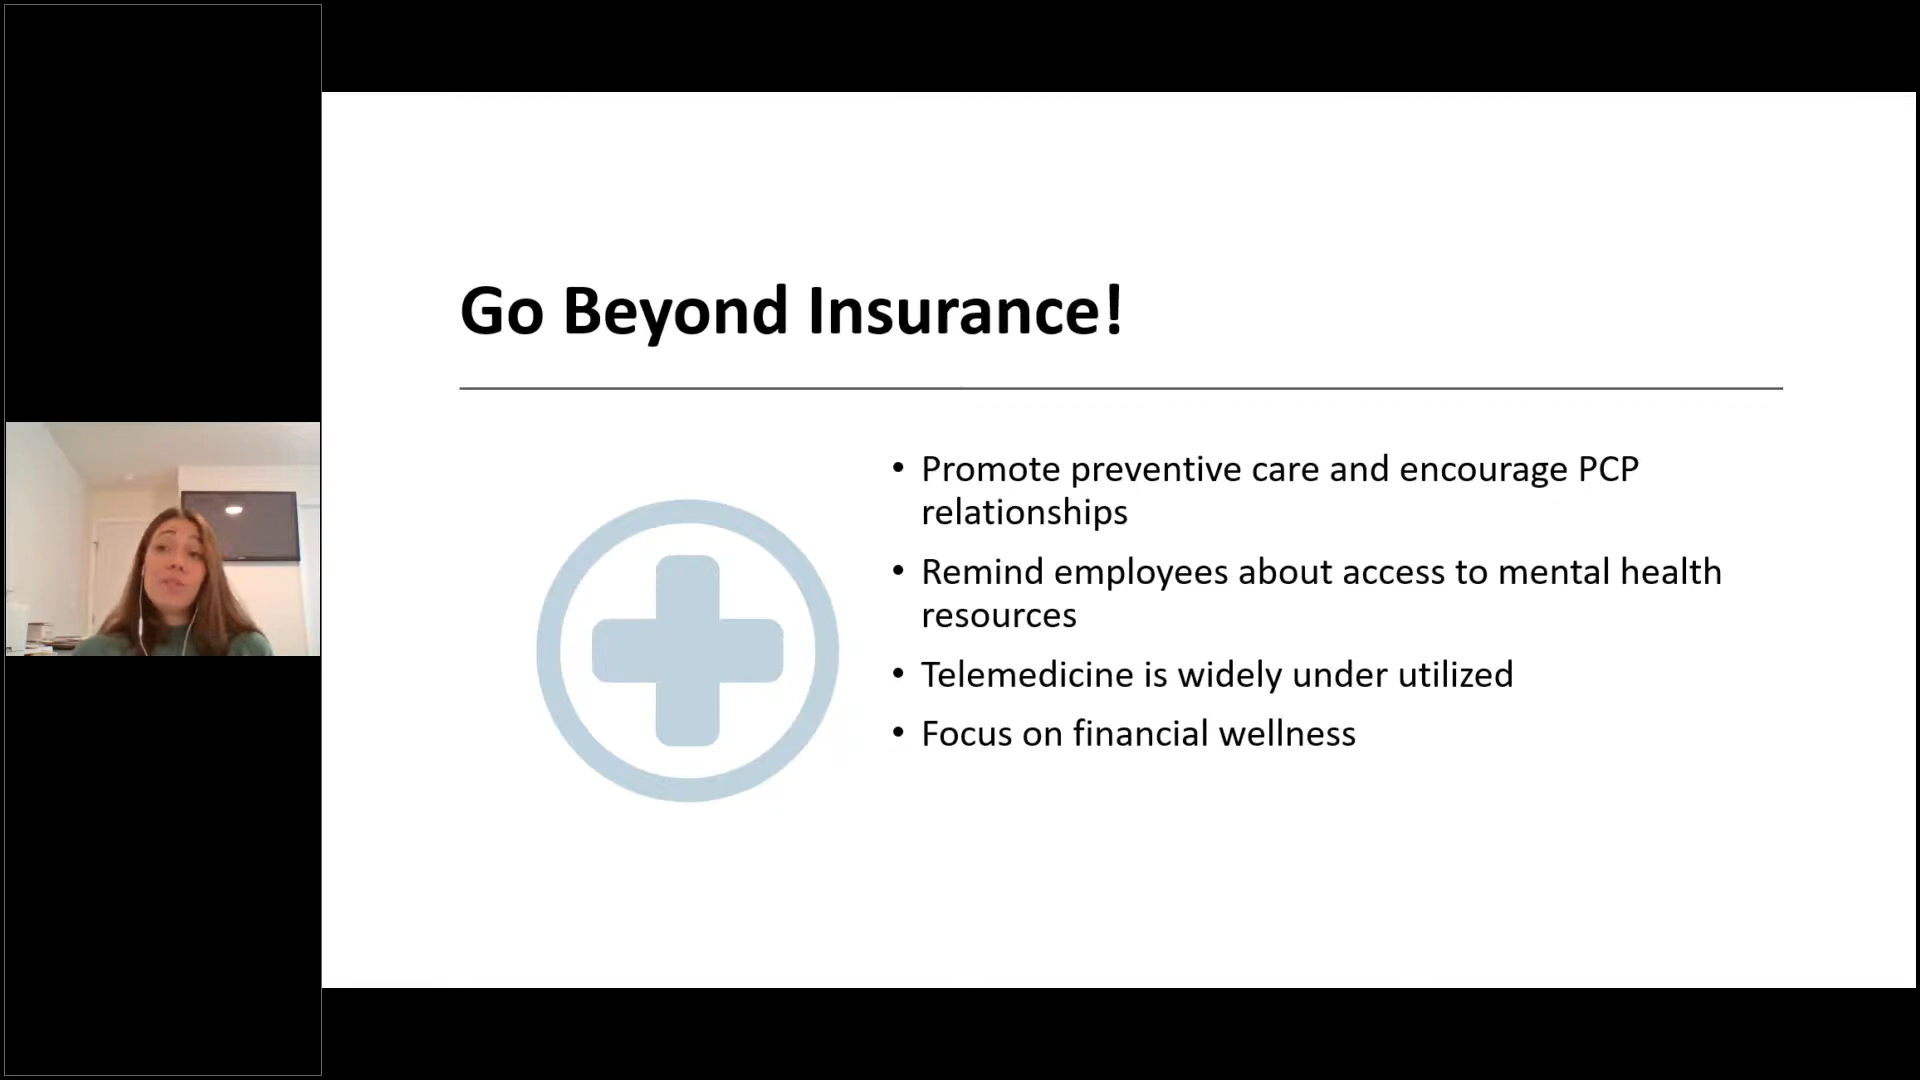 Go Beyond Insurance!
• Promote preventive care and encourage PCP
relationships
• Remind employees about access to mental health
resources
• Telemedicine is widely under utilized
• Focus on financial wellness